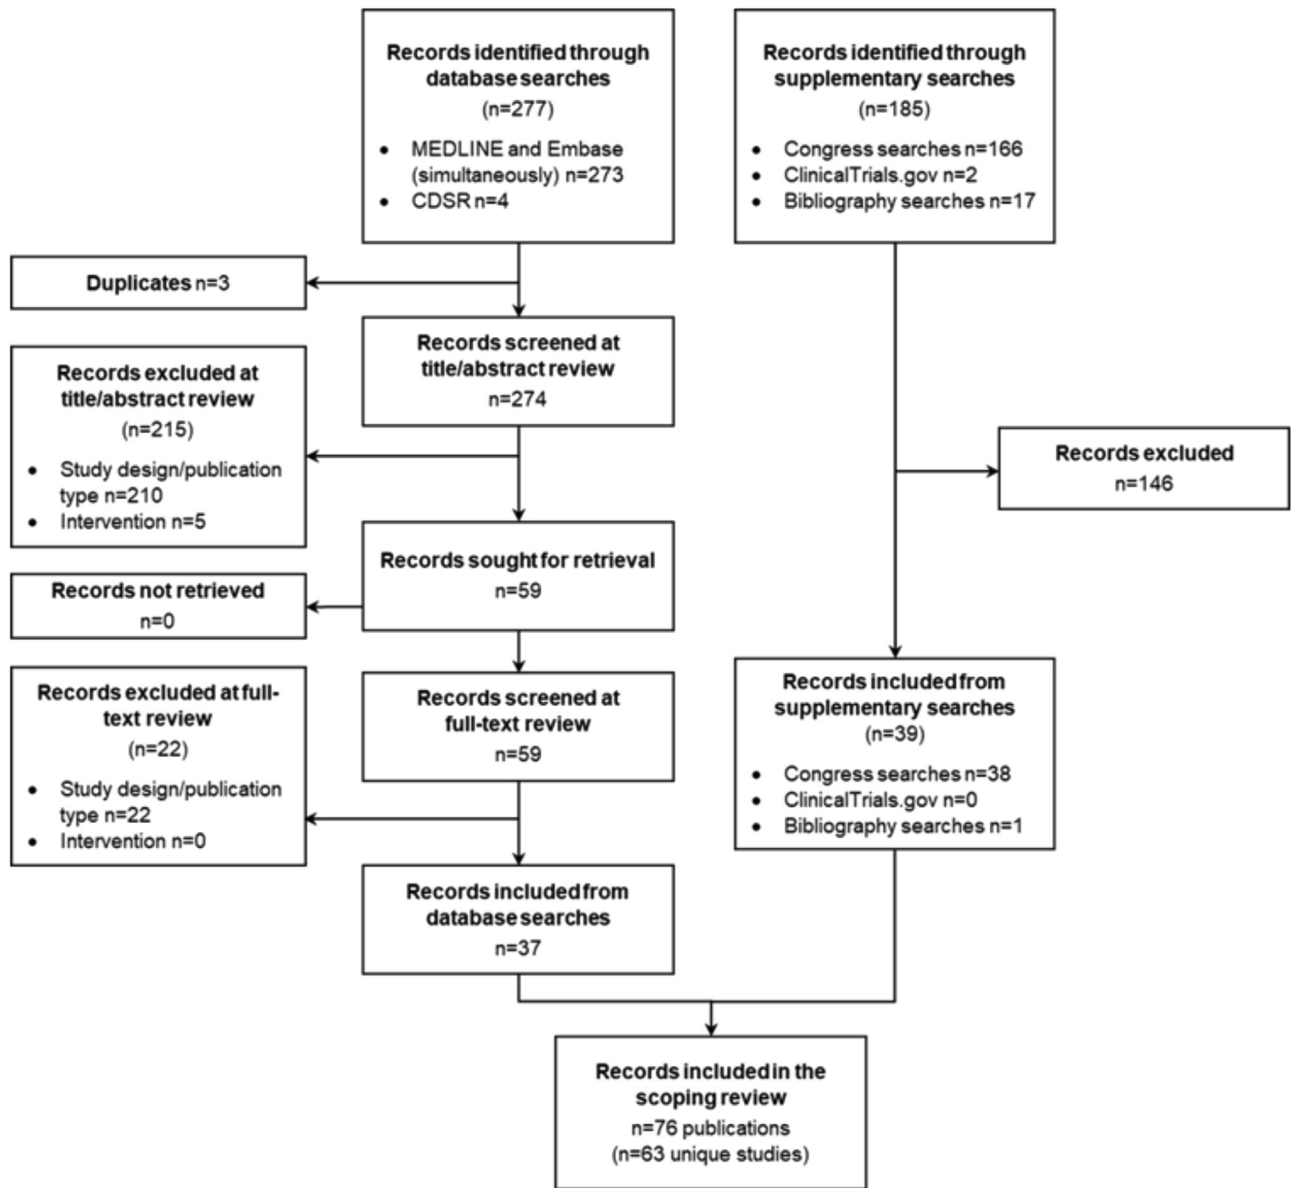 Records identified through
database searches
(n=277)
• MEDLINE and Embase
(simultaneously) n=273
• CDSR n=4
Records identified through
supplementary searches
(n=185)
• Congress searches n=166
• ClinicalTrials.gov n=2
• Bibliography searches n=17
Duplicates n=3
Records screened at
title/abstract review
n=274
Records excluded at
title/abstract review
(n=215)
• Study design/publication
type n=210
• Intervention n=5
Records excluded
n=146
Records sought for retrieval
n=59
Records not retrieved
n=0
Records screened at
full-text review
n=59
Records excluded at full-
text review
(n=22)
• Study design/publication
type n=22
• Intervention n=0
Records included from
supplementary searches
(n=39)
• Congress searches n=38
• ClinicalTrials.gov n=0
• Bibliography searches n=1
Records included from
database searches
n=37
Records included in the
scoping review
n=76 publications
(n=63 unique studies)